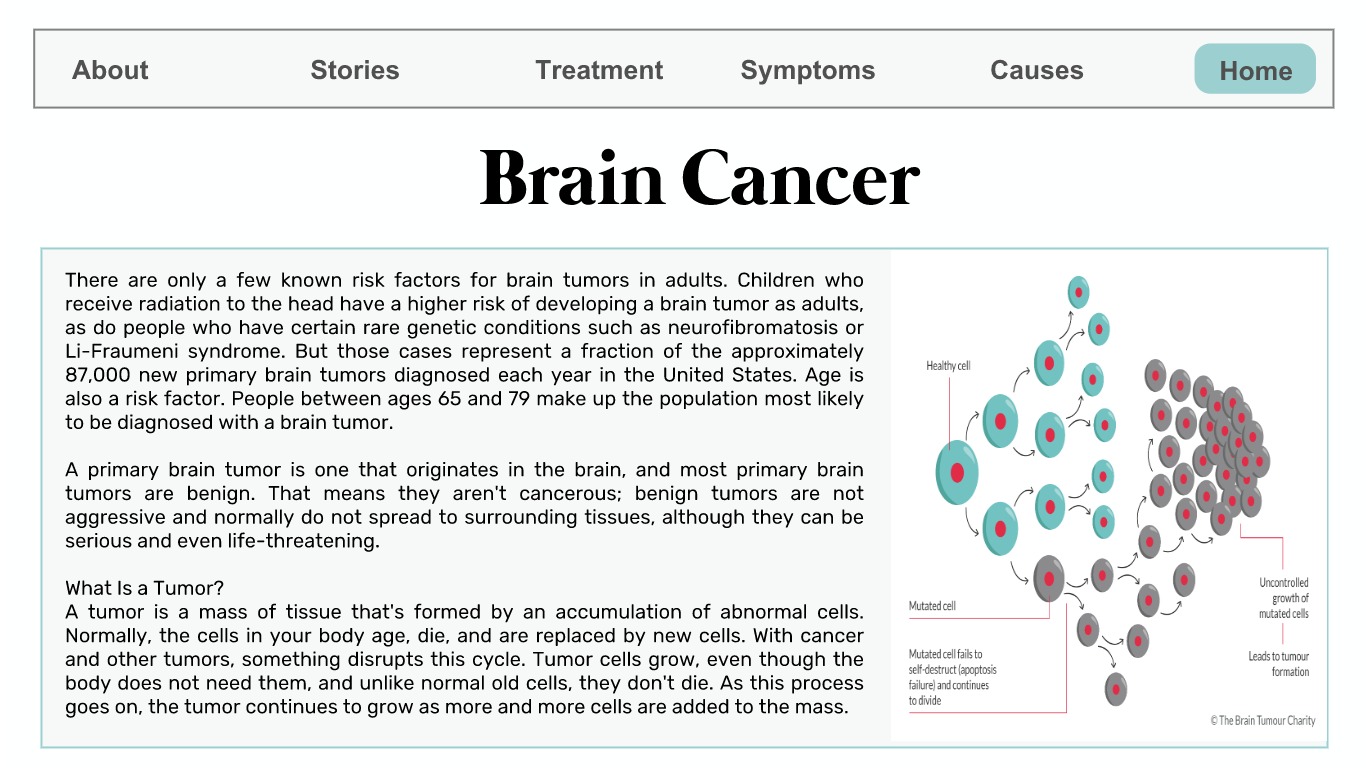 About Stories Treatment Symptoms Causes Home
Brain Cancer
There are only a few known risk factors for brain tumors in adults. Children who
receive radiation to the head have a higher risk of developing a brain tumor as adults,
as do people who have certain rare genetic conditions such as neurofibromatosis or
Li-Fraumeni syndrome. But those cases represent a fraction of the approximately
87,000 new primary brain tumors diagnosed each year in the United States. Age is
also a risk factor. People between ages 65 and 79 make up the population most likely
to be diagnosed with a brain tumor.
A primary brain tumor is one that originates in the brain, and most primary brain
tumors are benign. That means they aren't cancerous; benign tumors are not
aggressive and normally do not spread to surrounding tissues, although they can be
serious and even life-threatening.
What Is a Tumor?
A tumor is a mass of tissue that's formed by an accumulation of abnormal cells.
Normally, the cells in your body age, die, and are replaced by new cells. With cancer
and other tumors, something disrupts this cycle. Tumor cells grow, even though the
body does not need them, and unlike normal old cells, they don't die. As this process
goes on, the tumor continues to grow as more and more cells are added to the mass.
Healthy cell
Mutated cell
Mutated cell fails to
self-destruct (apoptosis
failure) and continues
to divide
Uncontrolled
growth of
mutated cells
Leads to tumour
formation
© The Brain Tumour Charity